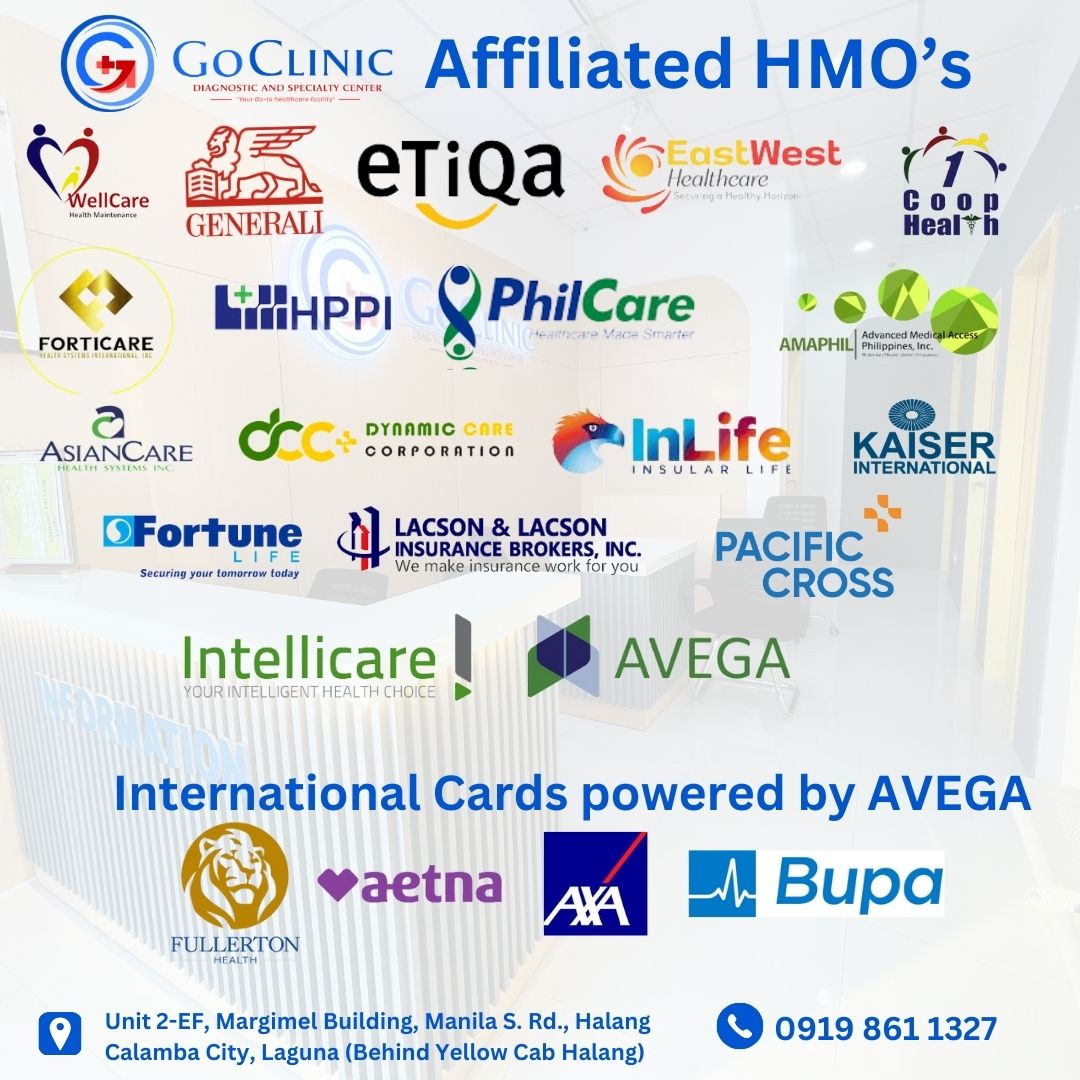 GOCLINIC
DIAGNOSTIC AND SPECIALTY CENTER
"Your Go-to healthcare facility"
Affiliated HMO's
WellCare
Health Maintenance
GENERALI
eTiQa
EastWest
Healthcare
Securing a Healthy Horizon
1
Coop
Health
FORTICARE
HEALTH SYSTEMS INTERNATIONAL INC
HPPI
PhilCare
Healthcare Made Smarter
AMAPHIL
Advanced Medical Access
Philippines, Inc.
ASIANCARE
HEALTH SYSTEMS INC.
dcc
DYNAMIC CARE
CORPORATION
InLife
INSULAR LIFE
KAISER
INTERNATIONAL
Fortune
LIFE
Securing your tomorrow today
LACSON & LACSON
INSURANCE BROKERS, INC.
We make insurance work for you
PACIFIC
CROSS
Intellicare
YOUR INTELLIGENT HEALTH CHOICE
AVEGA
INFORMATION
International Cards powered by AVEGA
FULLERTON
HEALTH
aetna
AXA
Bupa
Unit 2-EF, Margimel Building, Manila S. Rd., Halang
Calamba City, Laguna (Behind Yellow Cab Halang)
0919 861 1327